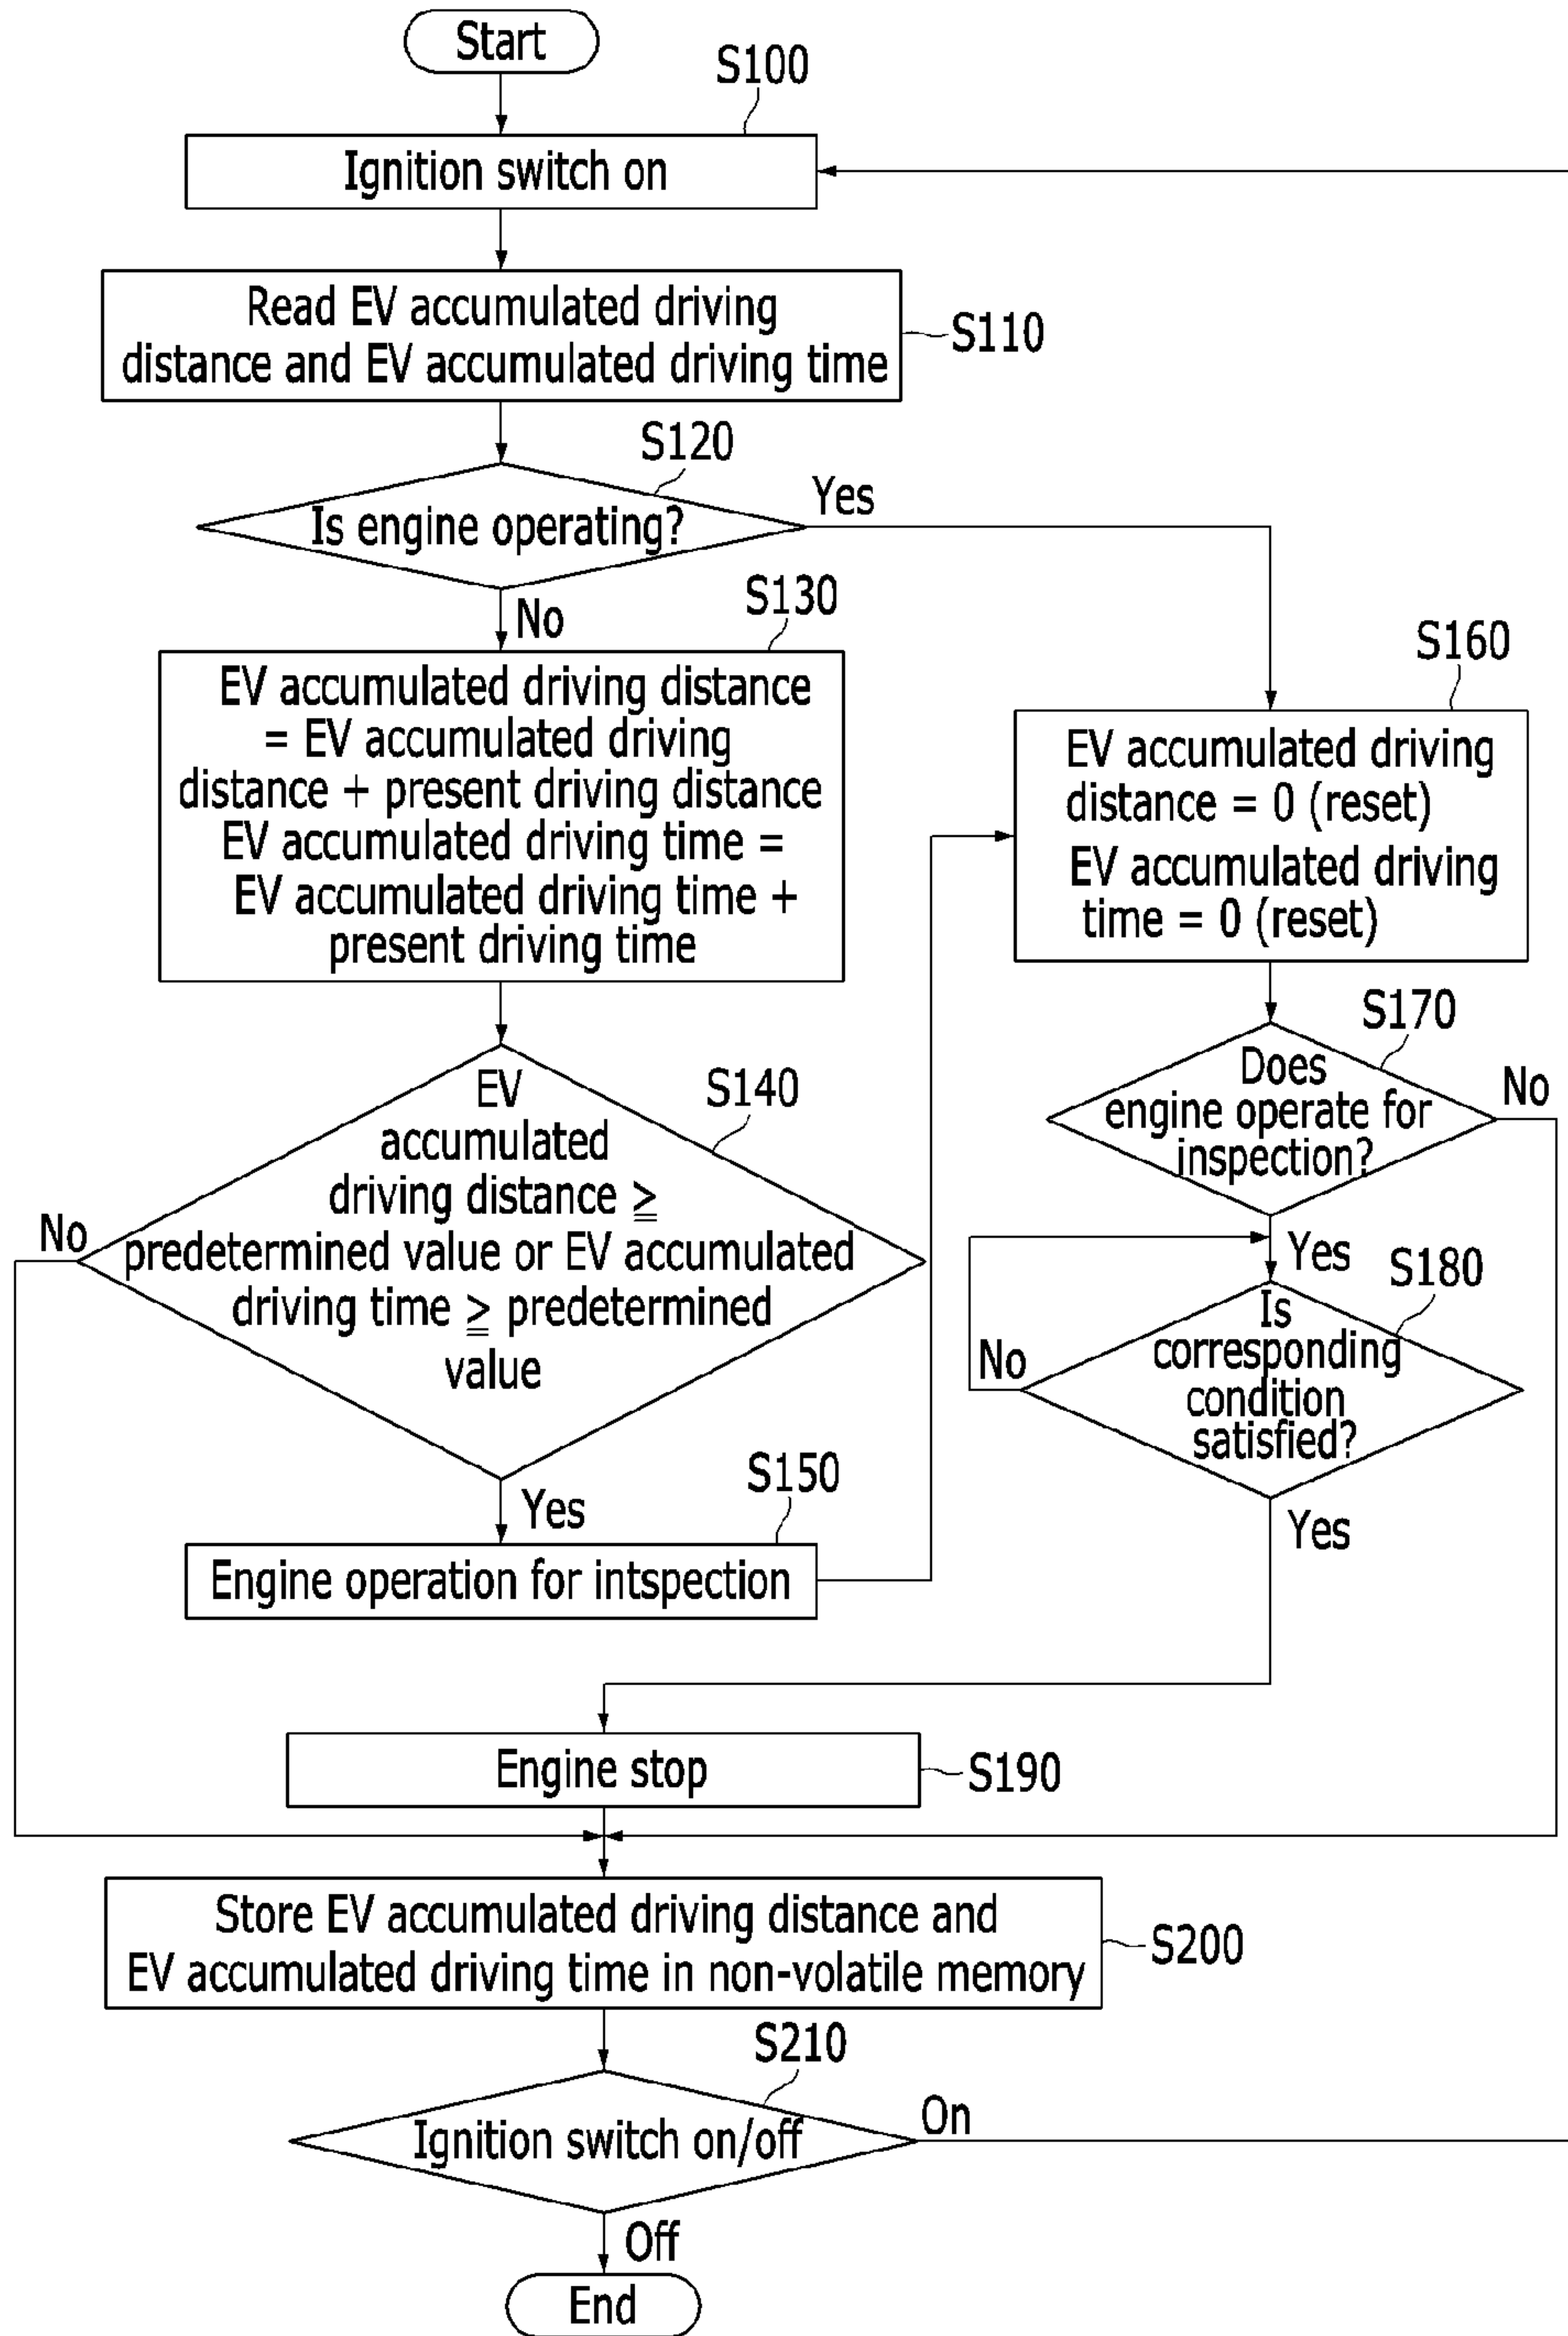 Start
S100
Ignition switch on
Read EV accumulated driving
distance and EV accumulated driving time
S110
S120
Is engine operating?
Yes
No
S130
EV accumulated driving distance
= EV accumulated driving
distance + present driving distance
EV accumulated driving time =
EV accumulated driving time +
present driving time
S160
EV accumulated driving
distance = 0 (reset)
EV accumulated driving
time = 0 (reset)
S170
Does
engine operate for
inspection?
No
Yes
S140
EV
accumulated
driving distance ≧
predetermined value or EV accumulated
driving time ≧ predetermined
value
No
Yes
S180
Is
corresponding
condition
satisfied?
No
Yes
S150
Engine operation for intspection
Engine stop
S190
Store EV accumulated driving distance and
EV accumulated driving time in non-volatile memory
S200
S210
Ignition switch on/off
On
Off
End